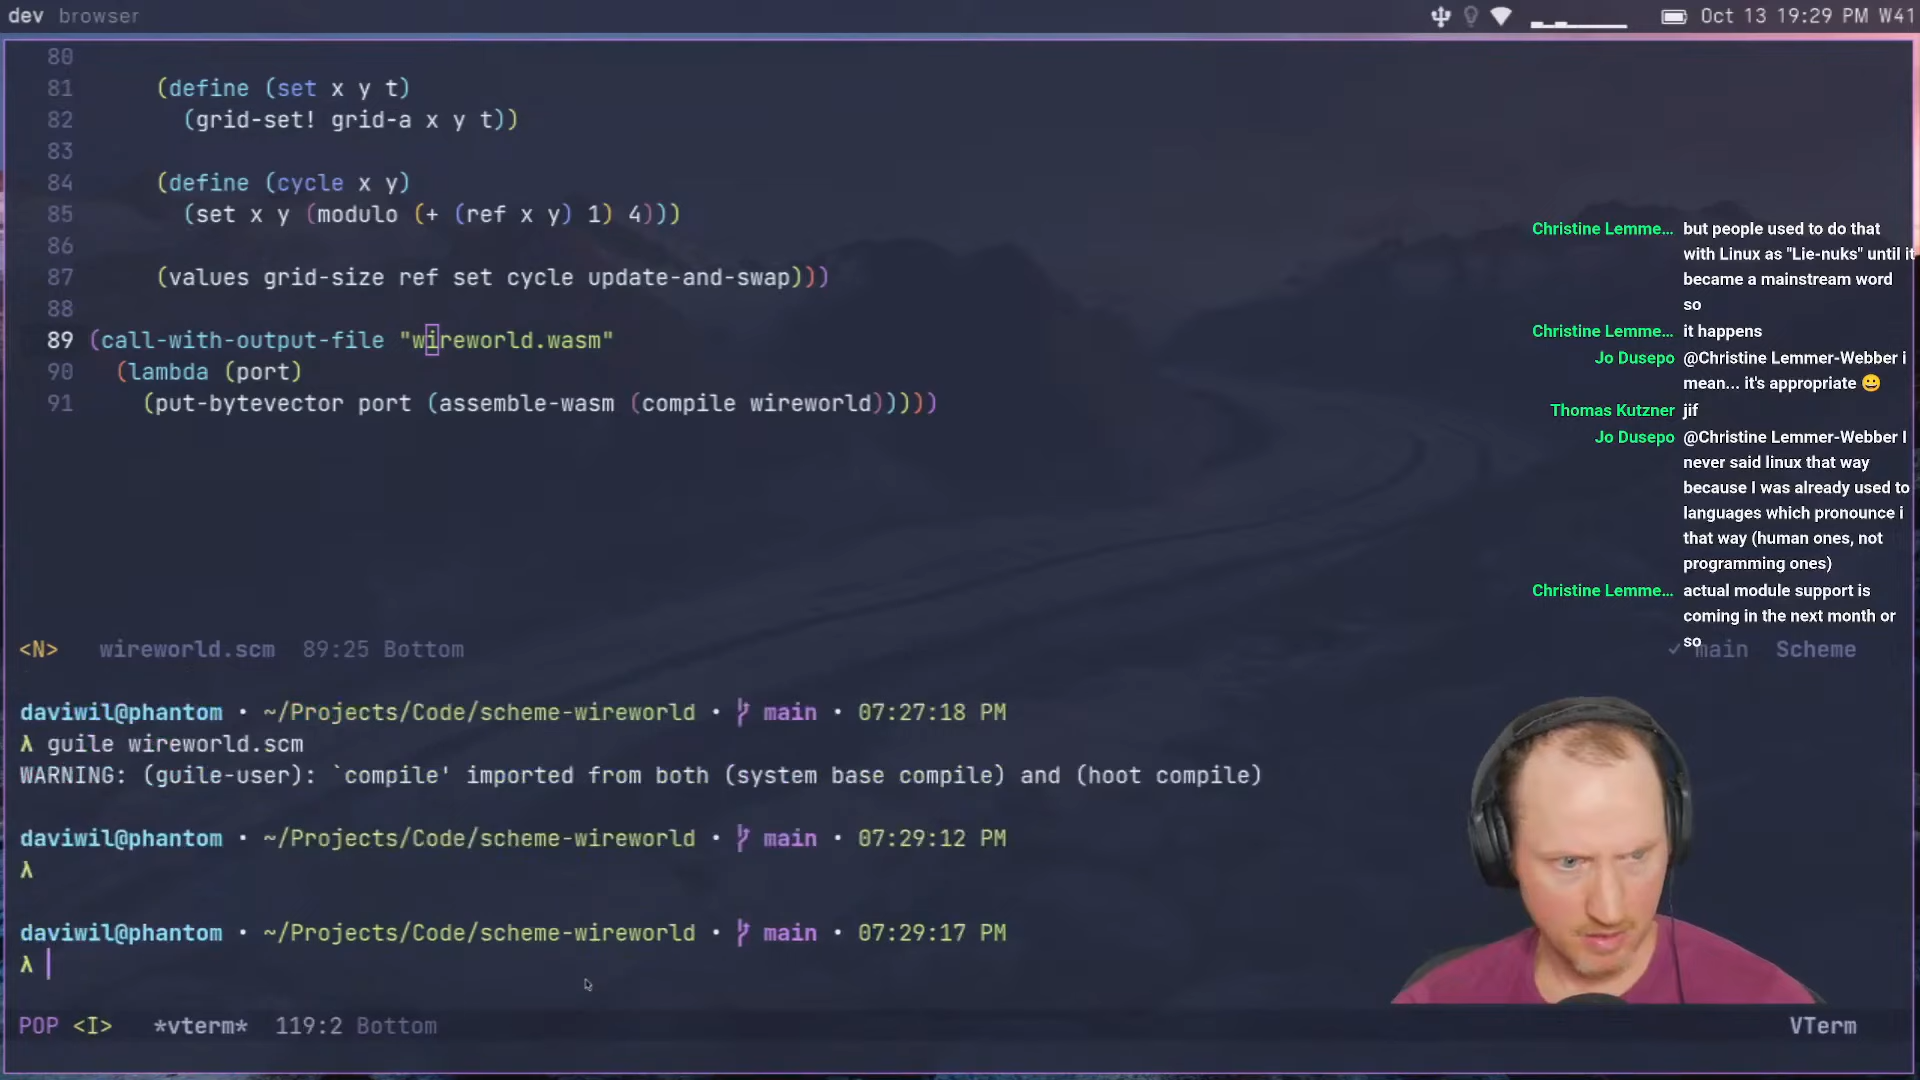 dev browser
Oct 13 19:29 PM W41
80
81 (define (set x y t)
82 (grid-set! grid-a x y t))
83
84 (define (cycle x y)
85 (set x y (modulo (+ (ref x y) 1) 4)))
86
87 (values grid-size ref set cycle update-and-swap)))
88
89 (call-with-output-file "wireworld.wasm"
90 (lambda (port)
91 (put-bytevector port (assemble-wasm (compile wireworld)))))
Christine Lemme… but people used to do that
with Linux as "Lie-nuks" until it
became a mainstream word
so
Christine Lemme… it happens
Jo Dusepo @Christine Lemmer-Webber i
mean... it's appropriate 😀
Thomas Kutzner jif
Jo Dusepo @Christine Lemmer-Webber I
never said linux that way
because I was already used to
languages which pronounce i
that way (human ones, not
programming ones)
Christine Lemme… actual module support is
coming in the next month or
so
<N> wireworld.scm 89:25 Bottom
✓ main Scheme
daviwil@phantom • ~/Projects/Code/scheme-wireworld • main • 07:27:18 PM
λ guile wireworld.scm
WARNING: (guile-user): `compile' imported from both (system base compile) and (hoot compile)
daviwil@phantom • ~/Projects/Code/scheme-wireworld • main • 07:29:12 PM
λ
daviwil@phantom • ~/Projects/Code/scheme-wireworld • main • 07:29:17 PM
λ
POP <I> *vterm* 119:2 Bottom
VTerm